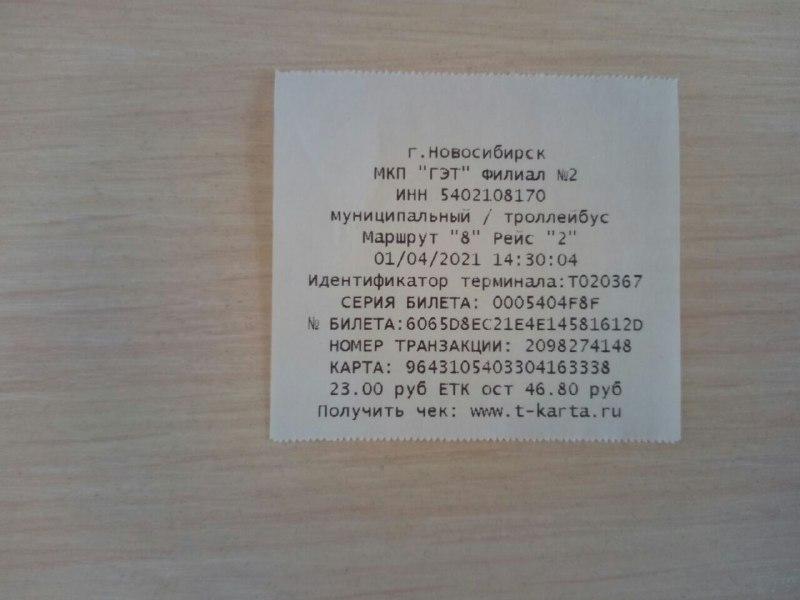 г.Новосибирск
МКП "ГЭТ" Филиал №2
ИНН 5402108170
муниципальный / троллейбус
Маршрут "8" Рейс "2"
01/04/2021 14:30:04
Идентификатор терминала:Т020367
СЕРИЯ БИЛЕТА: 0005404F8F
№ БИЛЕТА:6065D8EC21E4E14581612D
НОМЕР ТРАНЗАКЦИИ: 2098274148
КАРТА: 9643105403304163338
23.00 руб ЕТК ост 46.80 руб
Получить чек: www.t-karta.ru